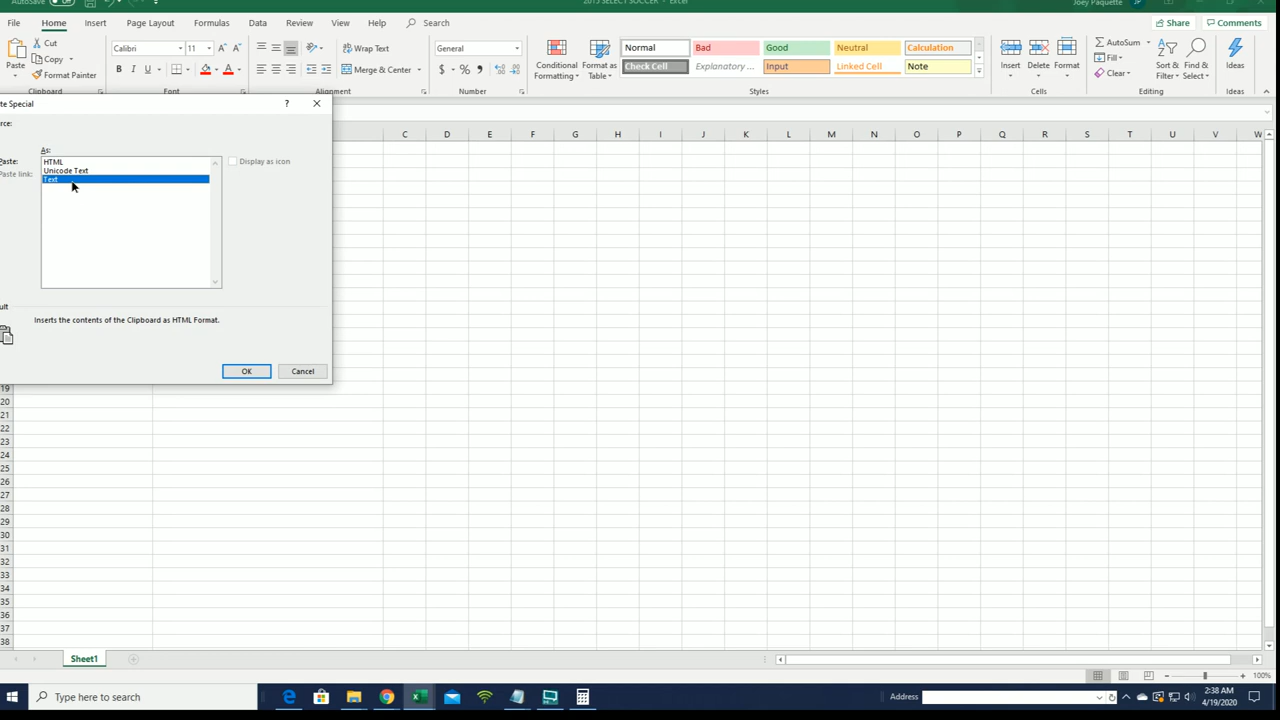 AutoSave Off 2015 SELECT SOCCER - Excel Joey Paquette JP
File Home Insert Page Layout Formulas Data Review View Help Search Share Comments
Paste Cut Copy Format Painter
Calibri 11 B I U A A A
Wrap Text Merge & Center
General $ % ,
Conditional Formatting Format as Table
Normal Bad Good Neutral Calculation
Check Cell Explanatory ... Input Linked Cell Note
Insert Delete Format
AutoSum Fill Clear
Sort & Filter Find & Select Ideas
Clipboard Font Alignment Number Styles Cells Editing Ideas
te Special ? ×
rce:
As:
Paste: HTML Display as icon
Paste link: Unicode Text
Text
ult
Inserts the contents of the Clipboard as HTML Format.
OK Cancel
C D E F G H I J K L M N O P Q R S T U V W
19
20
21
22
23
24
25
26
27
28
29
30
31
32
33
34
35
36
37
38
Sheet1
100%
Type here to search Address 2:38 AM
4/19/2020